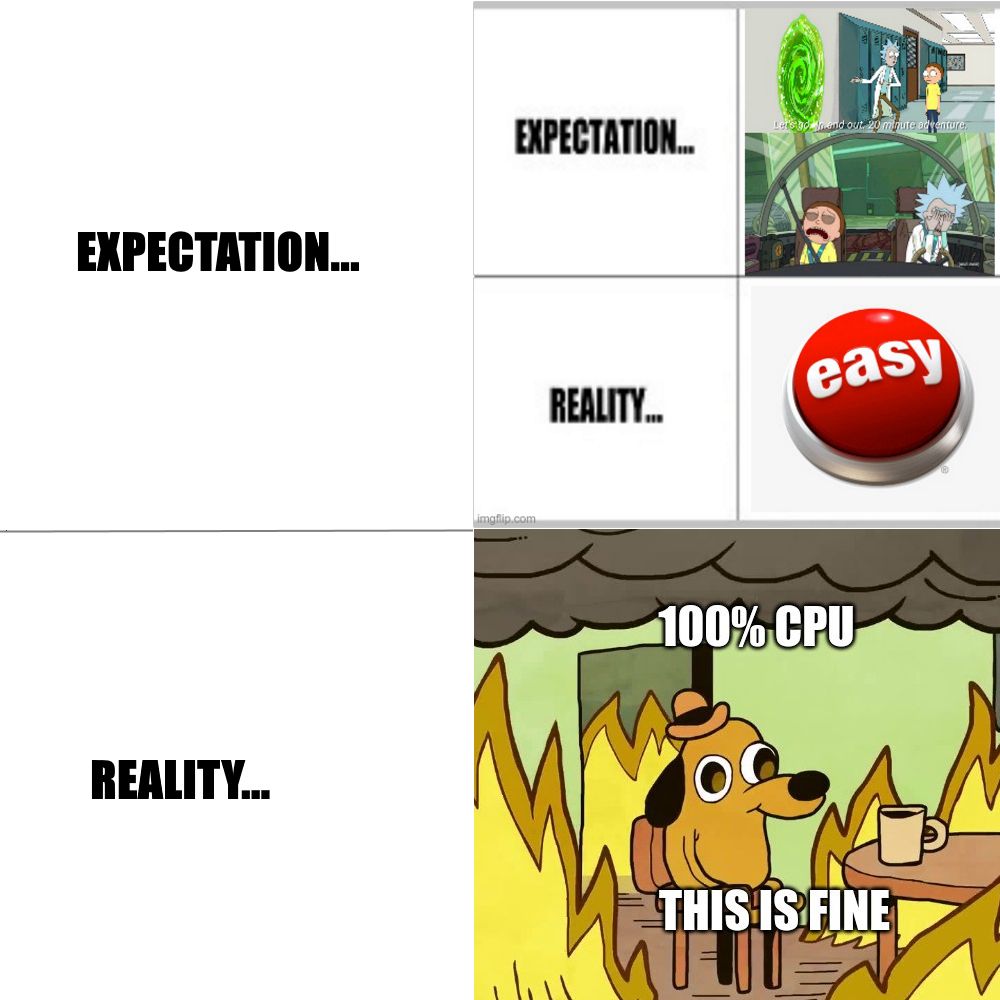 EXPECTATION...
EXPECTATION...
Let's go. In and out. 20 minute adventure.
REALITY...
easy
®
imgflip.com
REALITY...
100% CPU
THIS IS FINE